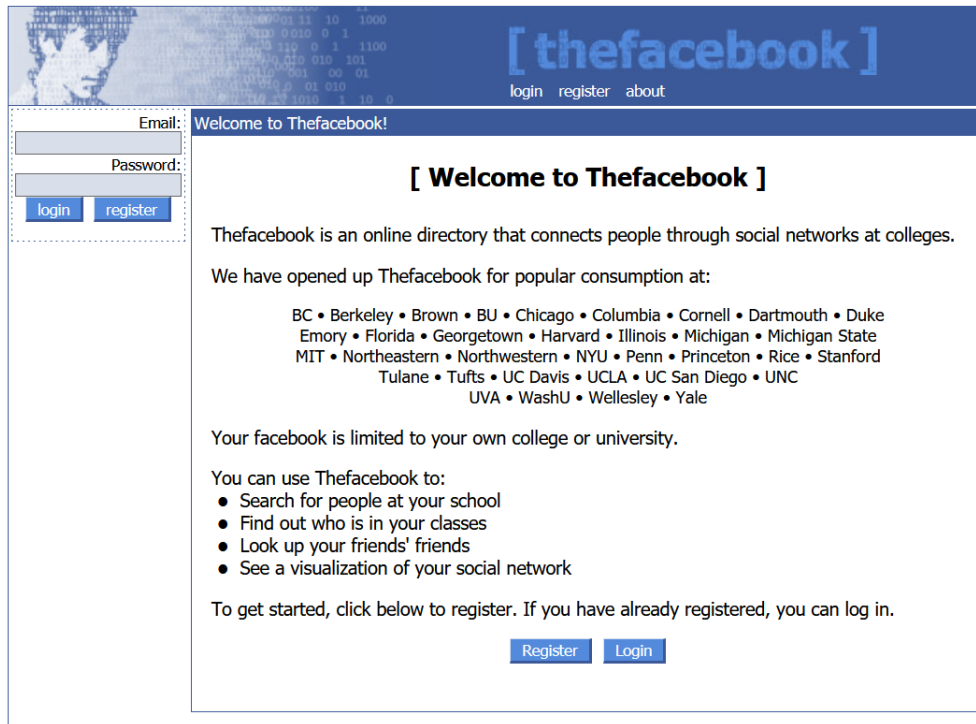 [ thefacebook ]
login register about
Email:
Password:
login register
Welcome to Thefacebook!
[ Welcome to Thefacebook ]
Thefacebook is an online directory that connects people through social networks at colleges.
We have opened up Thefacebook for popular consumption at:
BC • Berkeley • Brown • BU • Chicago • Columbia • Cornell • Dartmouth • Duke
Emory • Florida • Georgetown • Harvard • Illinois • Michigan • Michigan State
MIT • Northeastern • Northwestern • NYU • Penn • Princeton • Rice • Stanford
Tulane • Tufts • UC Davis • UCLA • UC San Diego • UNC
UVA • WashU • Wellesley • Yale
Your facebook is limited to your own college or university.
You can use Thefacebook to:
● Search for people at your school
● Find out who is in your classes
● Look up your friends' friends
● See a visualization of your social network
To get started, click below to register. If you have already registered, you can log in.
Register Login